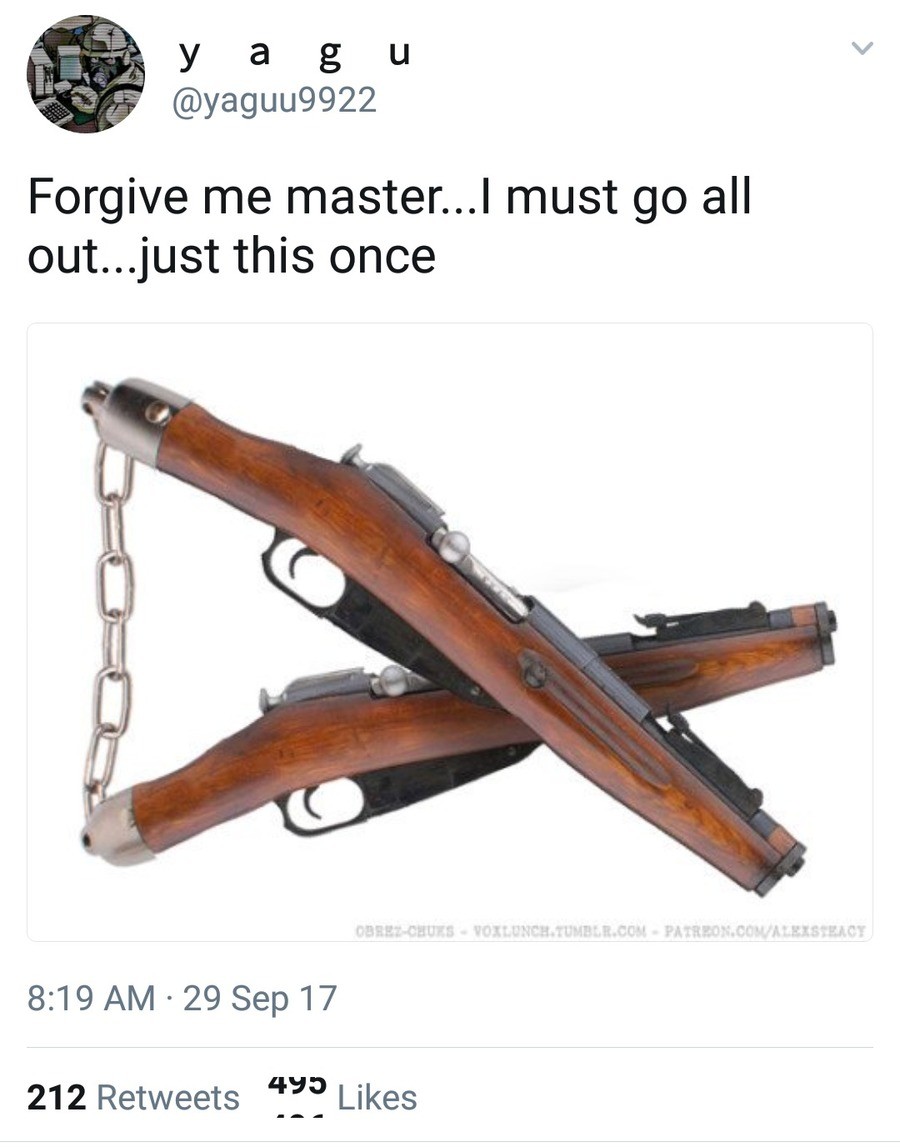 y a g u
@yaguu9922
Forgive me master...I must go all
out...just this once
OBREZ-CHUKS - VOXLUNCH.TUMBLR.COM - PATREON.COM/ALEXSTEACY
8:19 AM · 29 Sep 17
212 Retweets 495 Likes